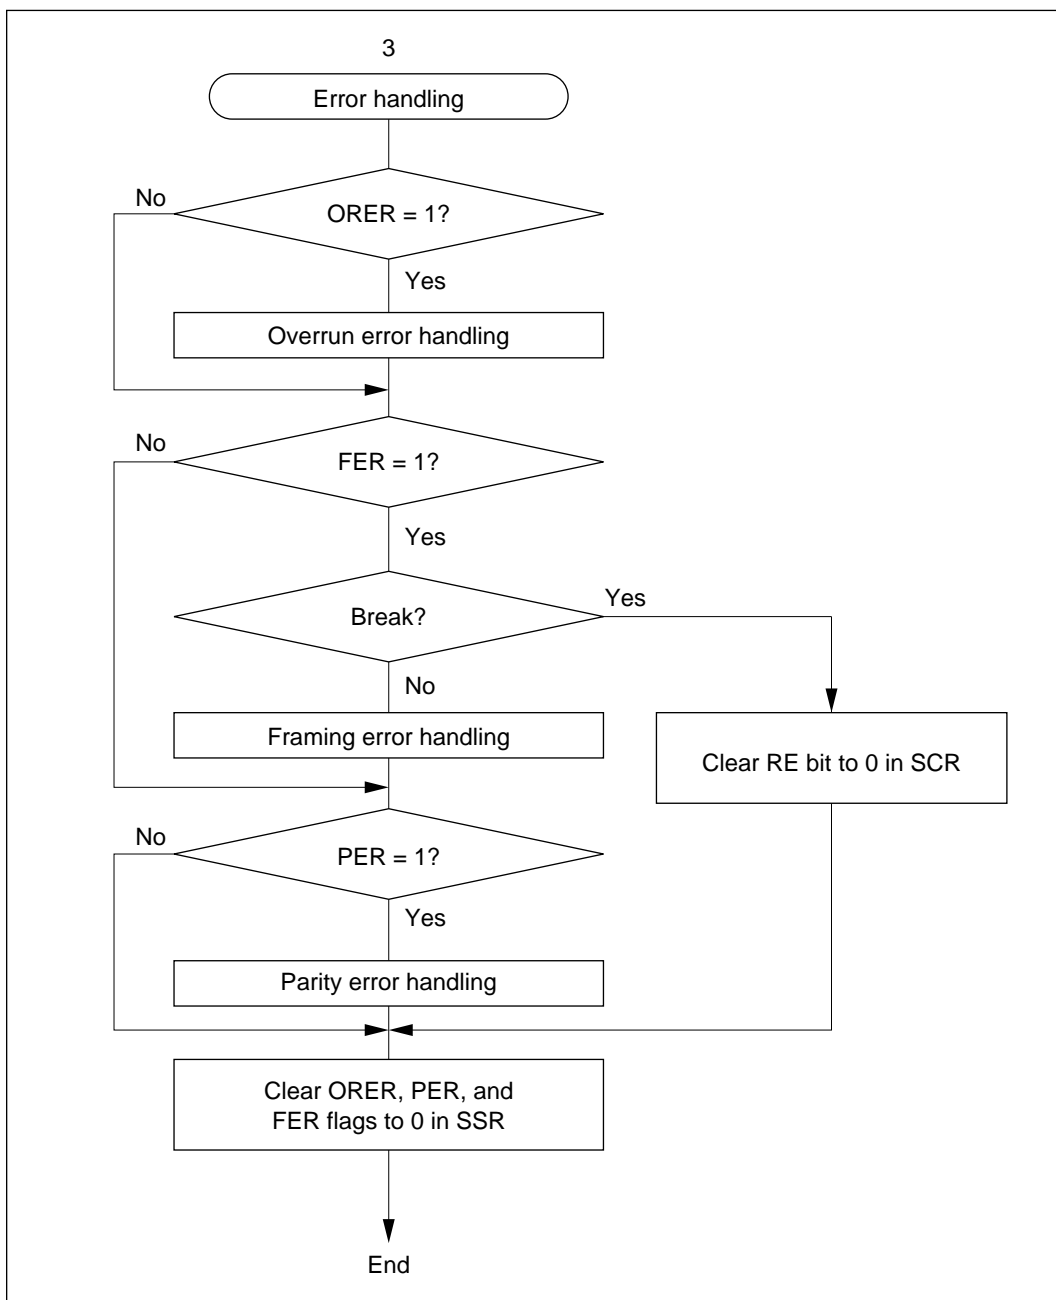 3
Error handling
No
ORER = 1?
Yes
Overrun error handling
No
FER = 1?
Yes
Break?
Yes
No
Framing error handling
Clear RE bit to 0 in SCR
No
PER = 1?
Yes
Parity error handling
Clear ORER, PER, and
FER flags to 0 in SSR
End